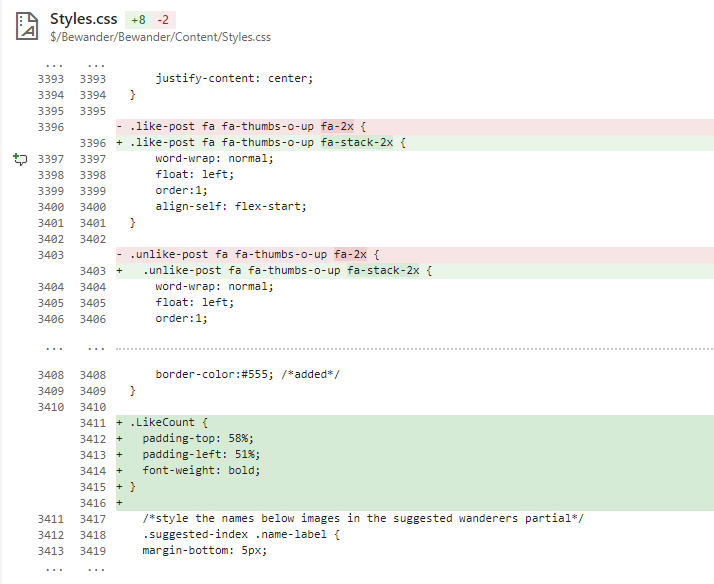 Styles.css +8 -2
$/Bewander/Bewander/Content/Styles.css
... ...
3393 3393 justify-content: center;
3394 3394 }
3395 3395
3396 - .like-post fa fa-thumbs-o-up fa-2x {
3396 + .like-post fa fa-thumbs-o-up fa-stack-2x {
3397 3397 word-wrap: normal;
3398 3398 float: left;
3399 3399 order:1;
3400 3400 align-self: flex-start;
3401 3401 }
3402 3402
3403 - .unlike-post fa fa-thumbs-o-up fa-2x {
3403 + .unlike-post fa fa-thumbs-o-up fa-stack-2x {
3404 3404 word-wrap: normal;
3405 3405 float: left;
3406 3406 order:1;
... ...
3408 3408 border-color:#555; /*added*/
3409 3409 }
3410 3410
3411 + .LikeCount {
3412 + padding-top: 58%;
3413 + padding-left: 51%;
3414 + font-weight: bold;
3415 + }
3416 +
3411 3417 /*style the names below images in the suggested wanderers partial*/
3412 3418 .suggested-index .name-label {
3413 3419 margin-bottom: 5px;
... ...